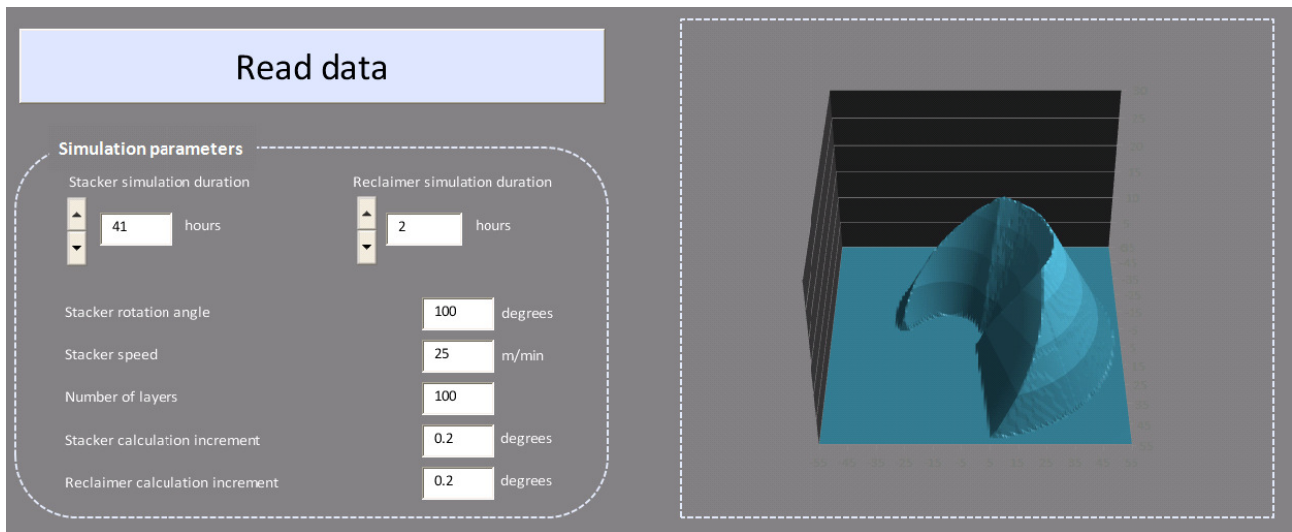 Read data
Simulation parameters
Stacker simulation duration
41 hours
Reclaimer simulation duration
2 hours
Stacker rotation angle 100 degrees
Stacker speed 25 m/min
Number of layers 100
Stacker calculation increment 0.2 degrees
Reclaimer calculation increment 0.2 degrees